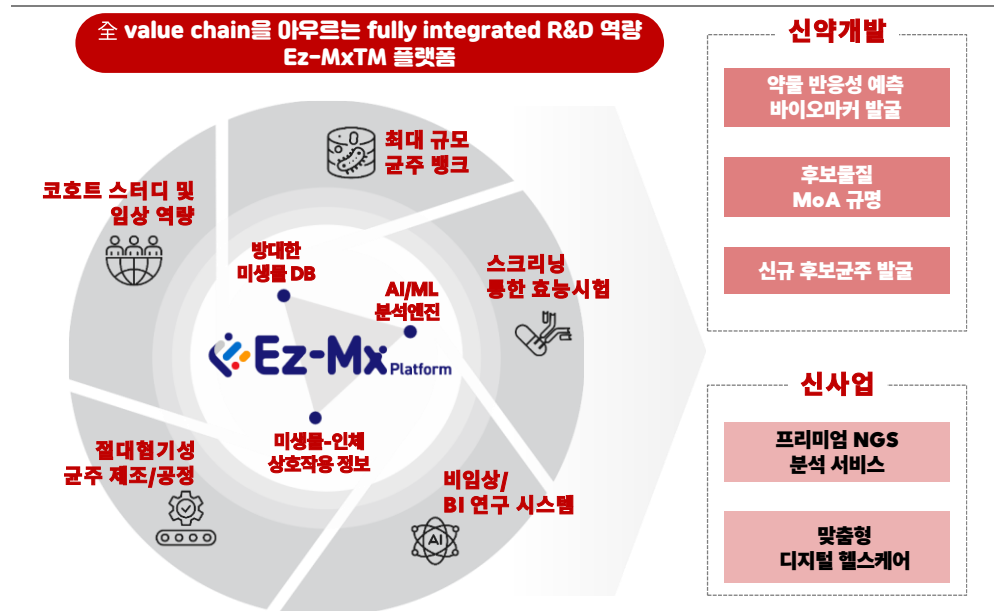 全 value chain을 아우르는 fully integrated R&D 역량
Ez-MxTM 플랫폼
최대 규모
균주 뱅크
코호트 스터디 및
임상 역량
스크리닝
통한 효능시험
방대한
미생물 DB
AI/ML
분석엔진
Ez-Mx Platform
미생물-인체
상호작용 정보
절대혐기성
균주 제조/공정
비임상/
BI 연구 시스템
AI
신약개발
약물 반응성 예측
바이오마커 발굴
후보물질
MoA 규명
신규 후보균주 발굴
신사업
프리미엄 NGS
분석 서비스
맞춤형
디지털 헬스케어